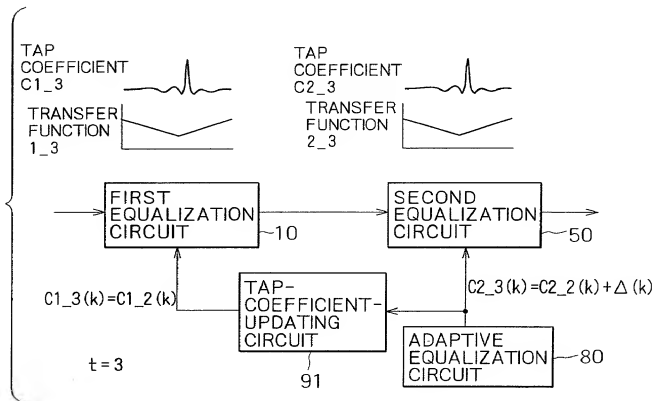 TAP
COEFFICIENT
C1_3
TRANSFER
FUNCTION
1_3
TAP
COEFFICIENT
C2_3
TRANSFER
FUNCTION
2_3
FIRST
EQUALIZATION
CIRCUIT
10
SECOND
EQUALIZATION
CIRCUIT
50
C1_3(k)=C1_2(k)
TAP-
COEFFICIENT-
UPDATING
CIRCUIT
91
C2_3(k)=C2_2(k)+Δ(k)
ADAPTIVE
EQUALIZATION
CIRCUIT
80
t=3